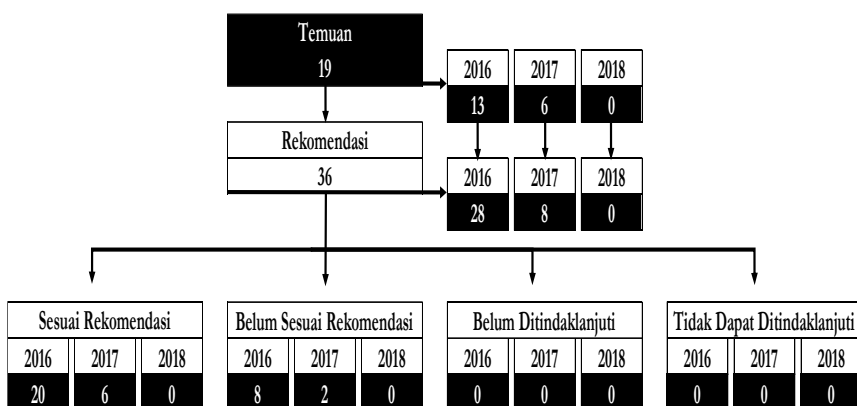 Temuan
19
2016 2017 2018
13 6 0
Rekomendasi
36
2016 2017 2018
28 8 0
Sesuai Rekomendasi Belum Sesuai Rekomendasi Belum Ditindaklanjuti Tidak Dapat Ditindaklanjuti
2016 2017 2018 2016 2017 2018 2016 2017 2018 2016 2017 2018
20 6 0 8 2 0 0 0 0 0 0 0